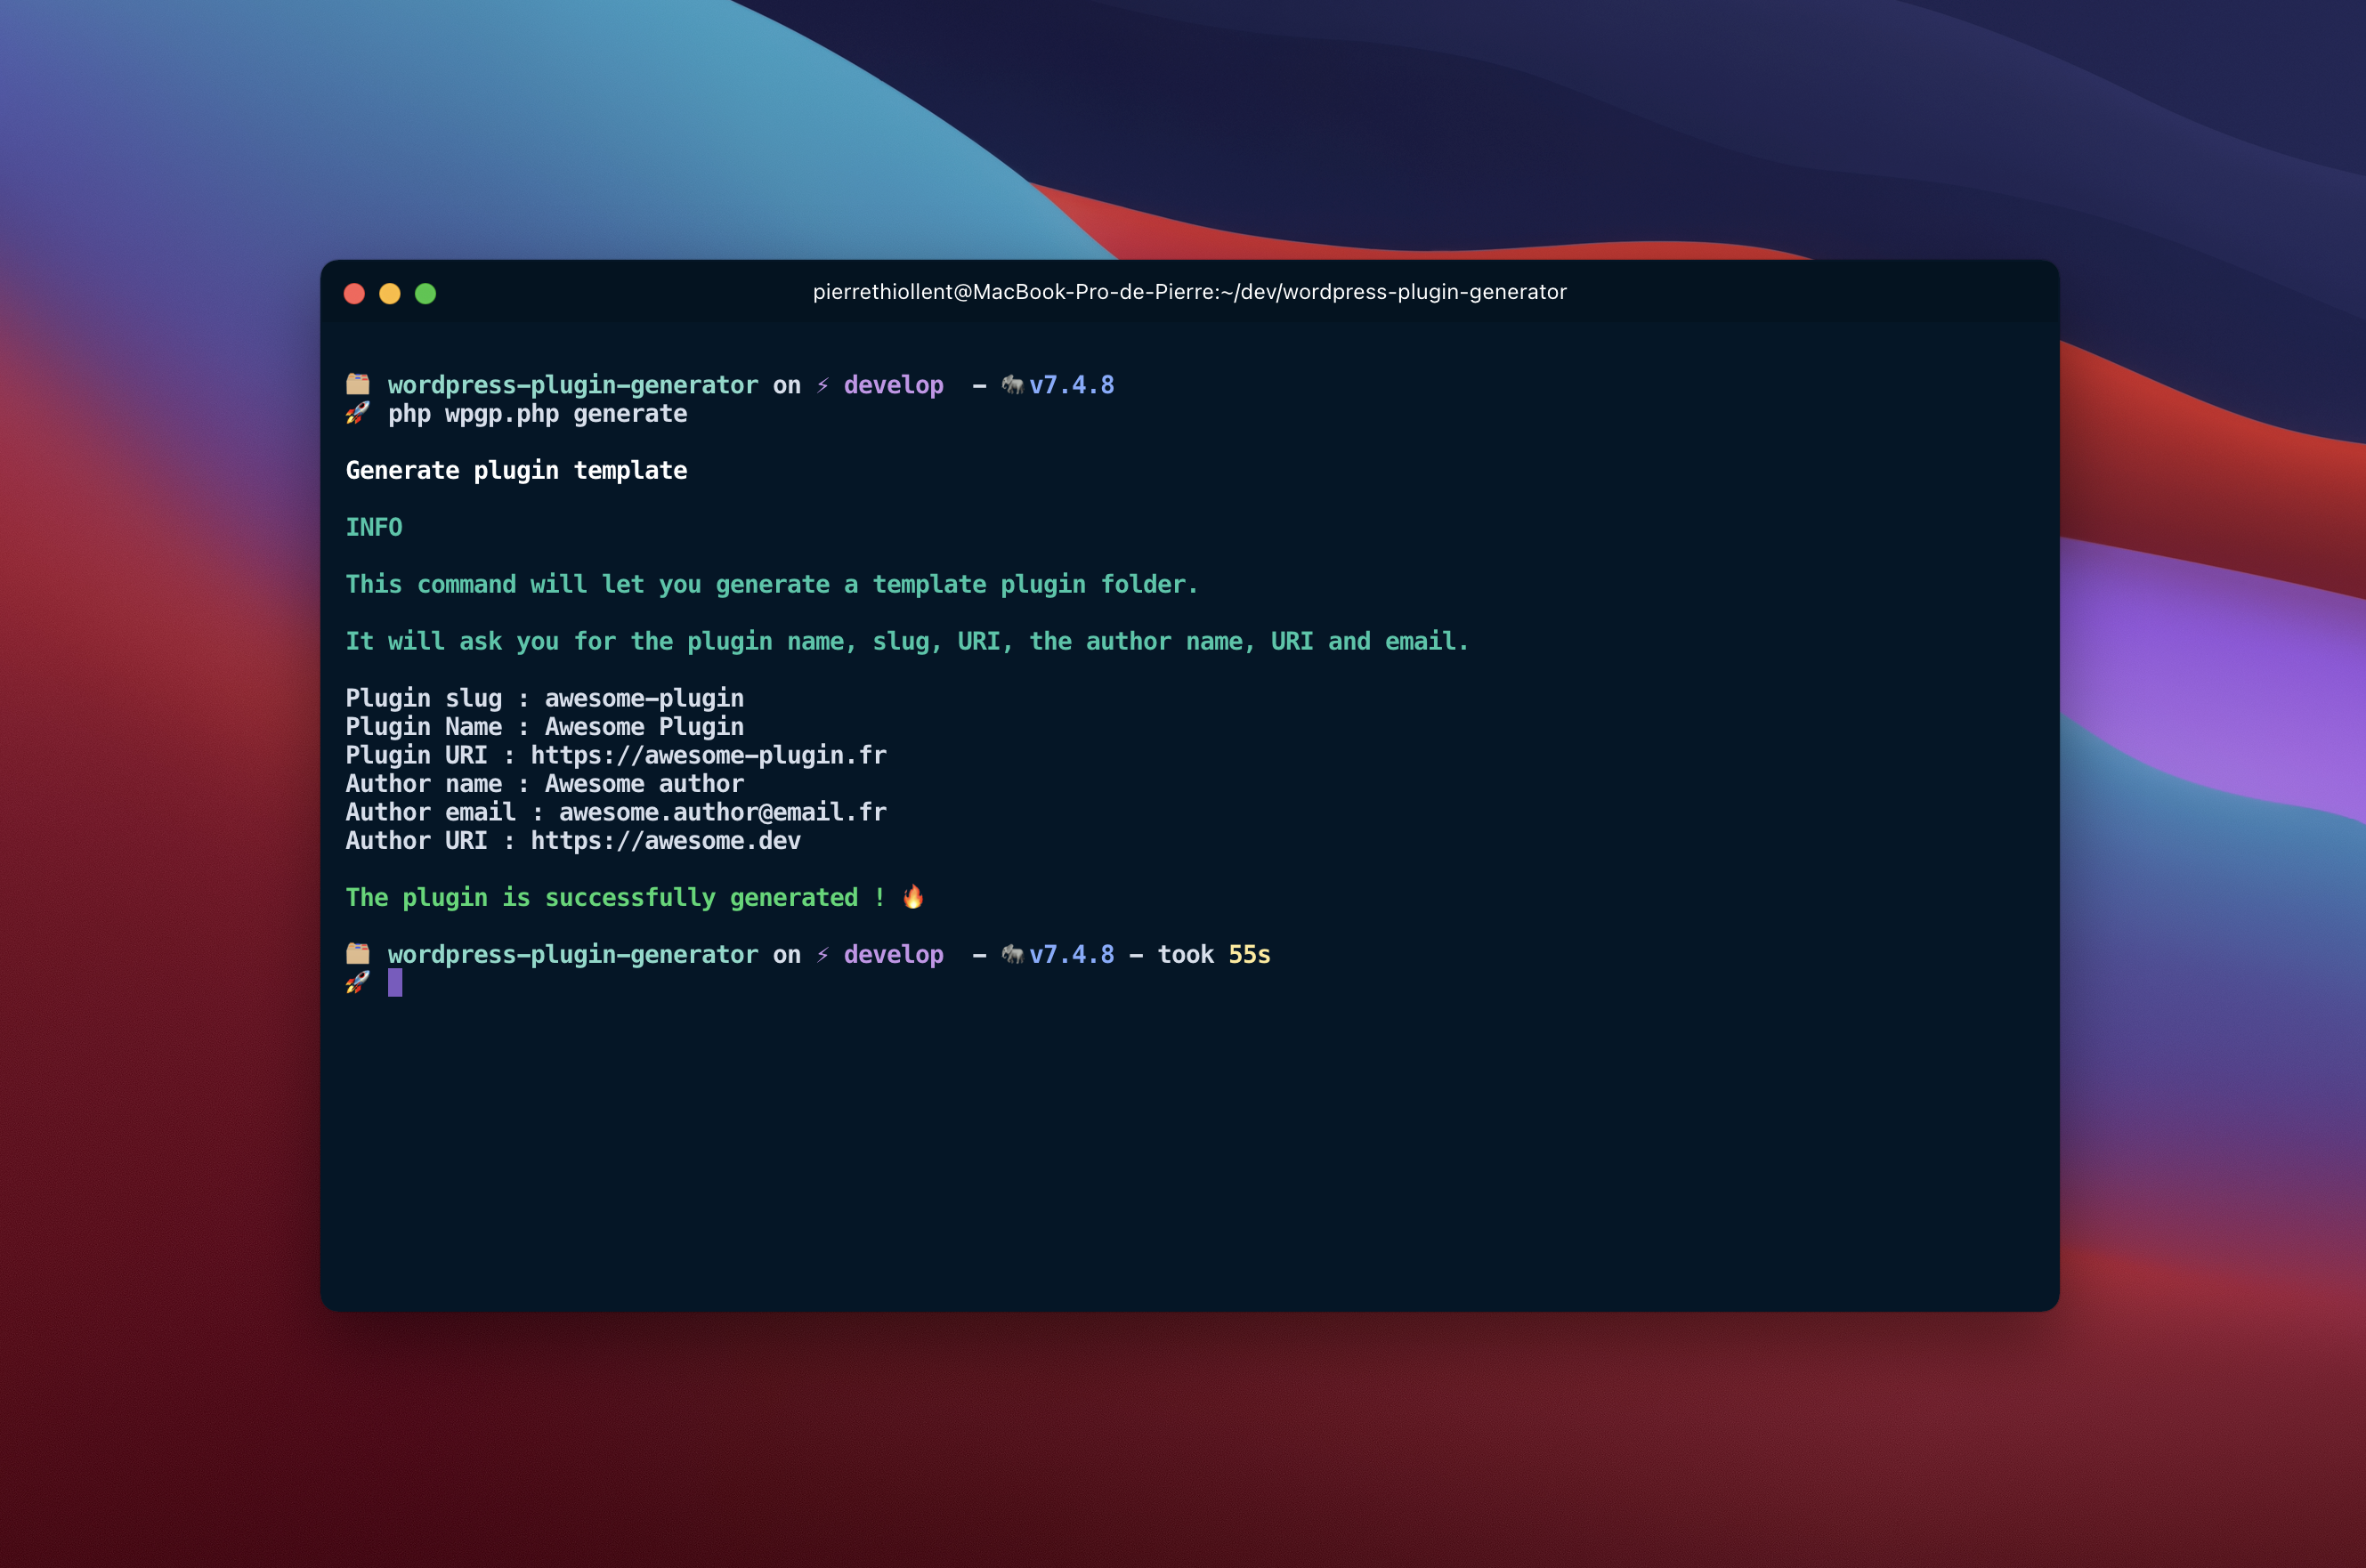 pierrethiollent@MacBook-Pro-de-Pierre:~/dev/wordpress-plugin-generator
🗂 wordpress-plugin-generator on ⚡ develop – 🐘 v7.4.8
🚀 php wpgp.php generate
Generate plugin template
INFO
This command will let you generate a template plugin folder.
It will ask you for the plugin name, slug, URI, the author name, URI and email.
Plugin slug : awesome-plugin
Plugin Name : Awesome Plugin
Plugin URI : https://awesome-plugin.fr
Author name : Awesome author
Author email : awesome.author@email.fr
Author URI : https://awesome.dev
The plugin is successfully generated ! 🔥
🗂 wordpress-plugin-generator on ⚡ develop – 🐘 v7.4.8 – took 55s
🚀